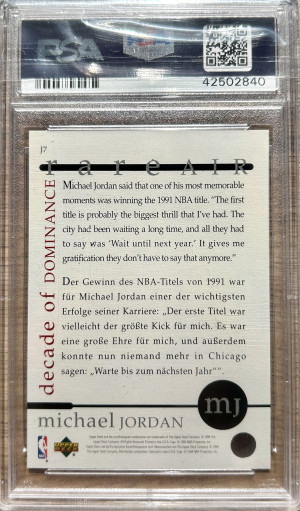 PSA
42502840
J7
rare AIR
decade of DOMINANCE
Michael Jordan said that one of his most memorable
moments was winning the 1991 NBA title. "The first
title is probably the biggest thrill that I've had. The
city had been waiting a long time, and all they had
to say was 'Wait until next year.' It gives me
gratification they don't have to say that anymore."
Der Gewinn des NBA-Titels von 1991 war
für Michael Jordan einer der wichtigsten
Erfolge seiner Karriere: „Der erste Titel war
vielleicht der größte Kick für mich. Es war
eine große Ehre für mich, und außerdem
konnte nun niemand mehr in Chicago
sagen: „Warte bis zum nächsten Jahr"".
mj
michael JORDAN
NBA
UPPER DECK